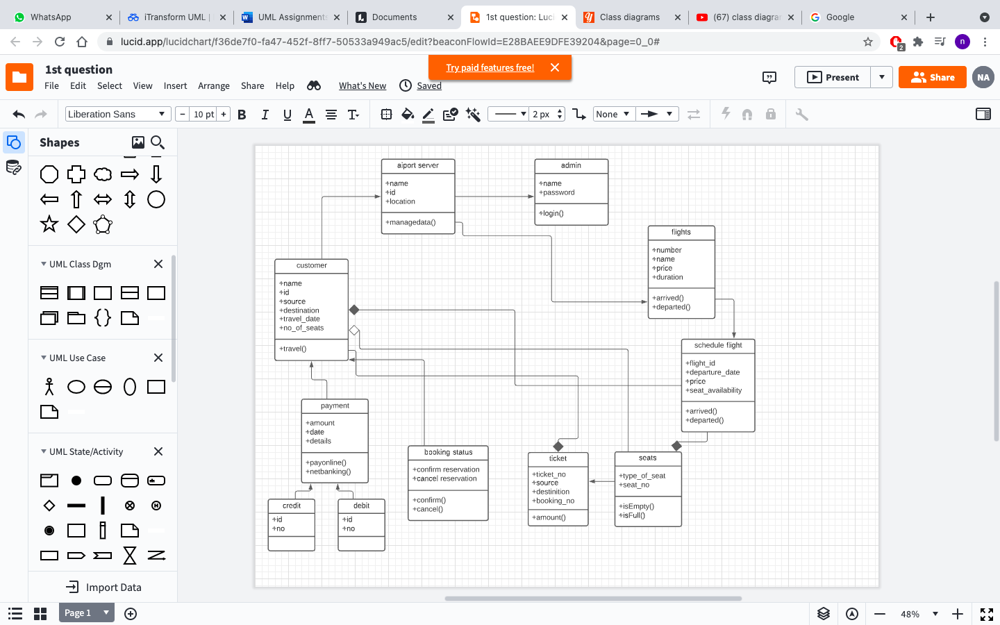 WhatsApp
iTransform UML |
UML Assignment
Documents
1st question: Luci
Class diagrams
(67) class diagra
Google
lucid.app/lucidchart/f36de7f0-fa47-452f-8ff7-50533a949ac5/edit?beaconFlowId=E28BAEE9DFE39204&page=0_0#
2
n
1st question
Try paid features free!
File Edit Select View Insert Arrange Share Help What's New Saved
Present
Share
NA
Liberation Sans
− 10 pt +
B I U A T
2 px
None
Shapes
UML Class Dgm
UML Use Case
UML State/Activity
Import Data
aiport server
+name
+id
+location
+managedata()
admin
+name
+password
+login()
flights
+number
+name
+price
+duration
+arrived()
+departed()
customer
+name
+id
+source
+destination
+travel_date
+no_of_seats
+travel()
schedule flight
+flight_id
+departure_date
+price
+seat_availability
+arrived()
+departed()
payment
+amount
+date
+details
+payonline()
+netbanking()
booking status
+confirm reservation
+cancel reservation
+confirm()
+cancel()
ticket
+ticket_no
+source
+destinition
+booking_no
+amount()
seats
+type_of_seat
+seat_no
+isEmpty()
+isFull()
credit
+id
+no
debit
+id
+no
Page 1
48%